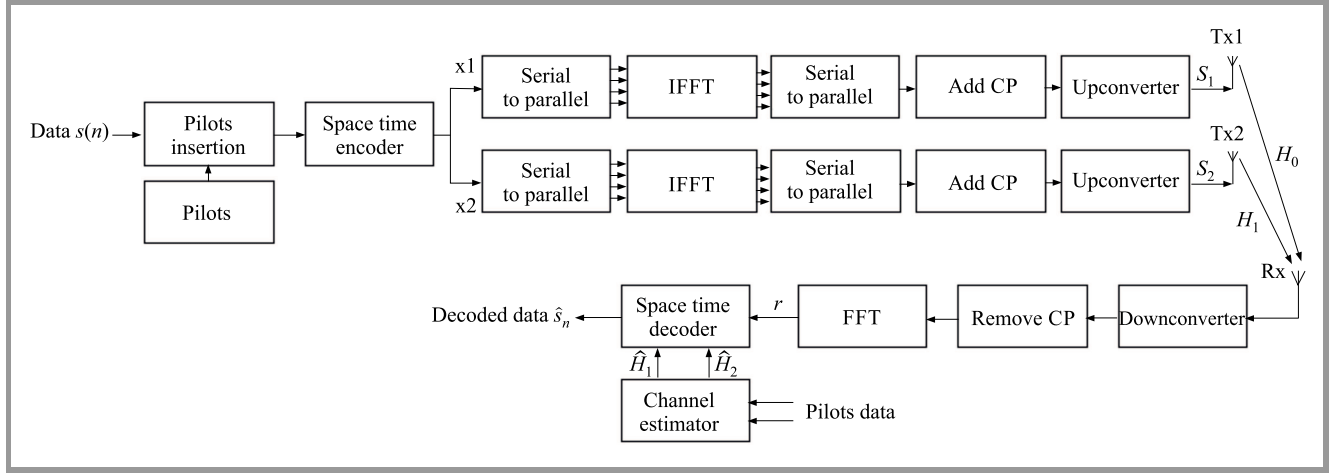 Data s(n)
Pilots
insertion
Pilots
Space time
encoder
x1
Serial
to parallel
IFFT
Serial
to parallel
Add CP
Upconverter
S₁
Tx1
H₀
x2
Serial
to parallel
IFFT
Serial
to parallel
Add CP
Upconverter
S₂
Tx2
H₁
Rx
Downconverter
Remove CP
FFT
r
Space time
decoder
Decoded data ŝₙ
Ĥ₁
Ĥ₂
Channel
estimator
Pilots data